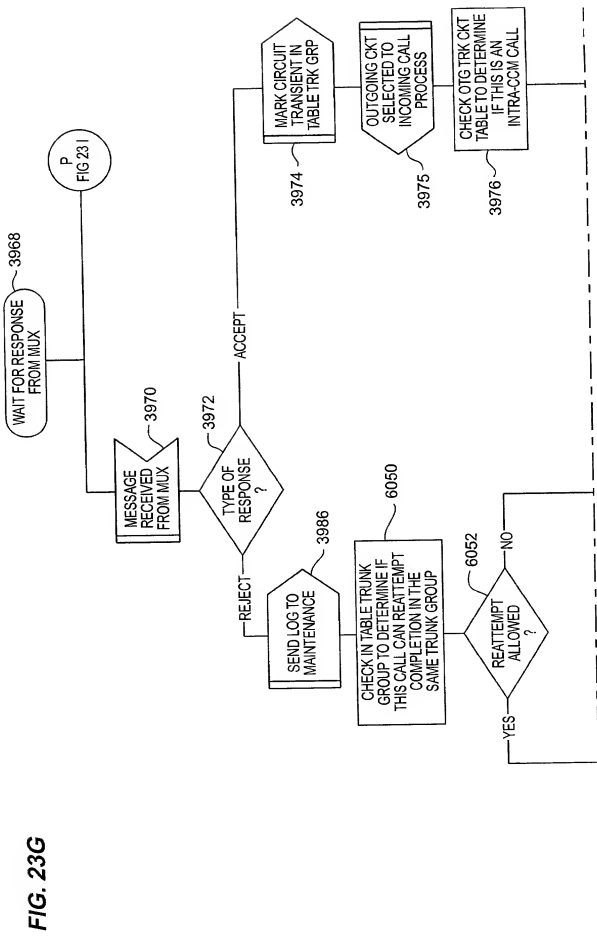 FIG. 23G
WAIT FOR RESPONSE
FROM MUX
3968
P
FIG 23 I
MESSAGE
RECEIVED
FROM MUX
3970
TYPE OF
RESPONSE
?
3972
REJECT
ACCEPT
SEND LOG TO
MAINTENANCE
3986
CHECK IN TABLE TRUNK
GROUP TO DETERMINE IF
THIS CALL CAN REATTEMPT
COMPLETION IN THE
SAME TRUNK GROUP
6050
REATTEMPT
ALLOWED
?
6052
YES
NO
MARK CIRCUIT
TRANSIENT IN
TABLE TRK GRP
3974
OUTGOING CKT
SELECTED TO
INCOMING CALL
PROCESS
3975
CHECK OTG TRK CKT
TABLE TO DETERMINE
IF THIS IS AN
INTRA-CCM CALL
3976